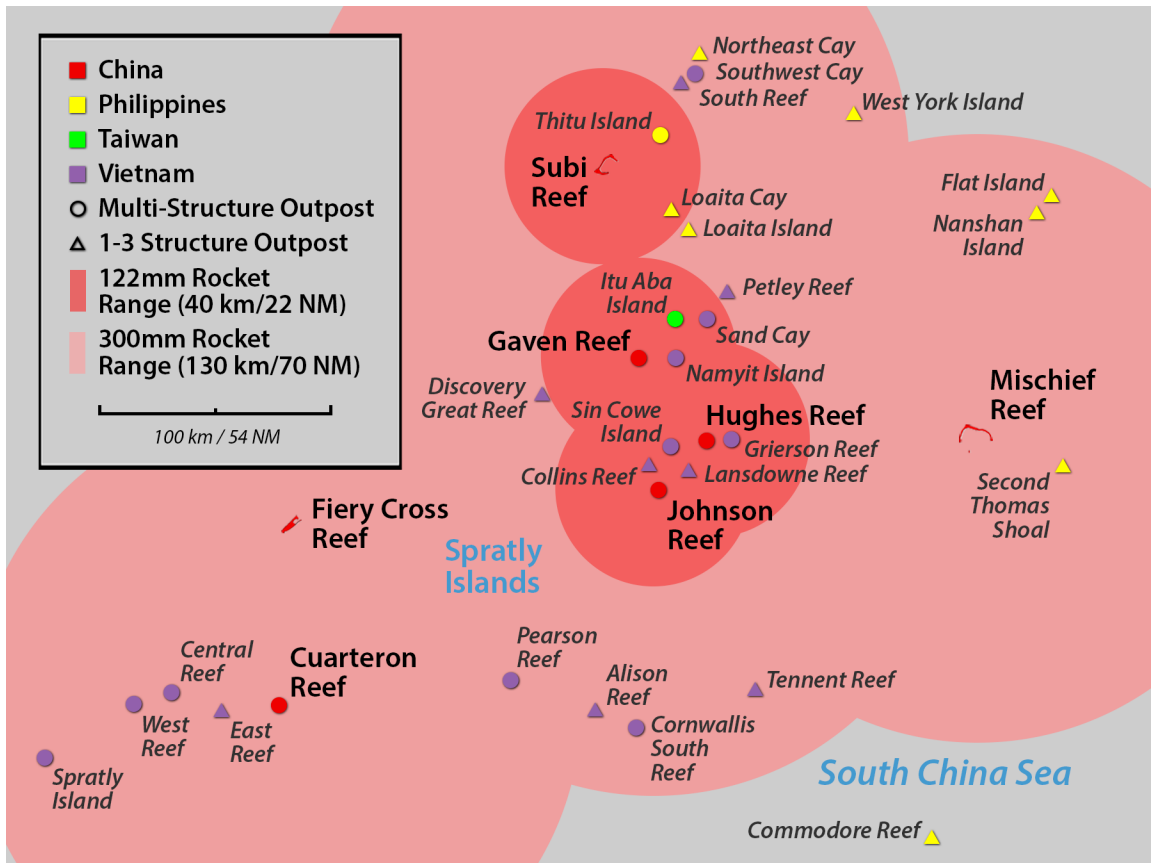 China
Philippines
Taiwan
Vietnam
Multi-Structure Outpost
1-3 Structure Outpost
122mm Rocket
Range (40 km/22 NM)
300mm Rocket
Range (130 km/70 NM)
100 km / 54 NM
Northeast Cay
Southwest Cay
South Reef
West York Island
Thitu Island
Subi
Reef
Flat Island
Nanshan
Island
Loaita Cay
Loaita Island
Itu Aba
Island
Petley Reef
Sand Cay
Gaven Reef
Namyit Island
Discovery
Great Reef
Mischief
Reef
Sin Cowe
Island
Hughes Reef
Grierson Reef
Collins Reef
Lansdowne Reef
Second
Thomas
Shoal
Johnson
Reef
Fiery Cross
Reef
Spratly
Islands
Central
Reef
Cuarteron
Reef
Pearson
Reef
Alison
Reef
Tennent Reef
West
Reef
East
Reef
Cornwallis
South
Reef
Spratly
Island
South China Sea
Commodore Reef